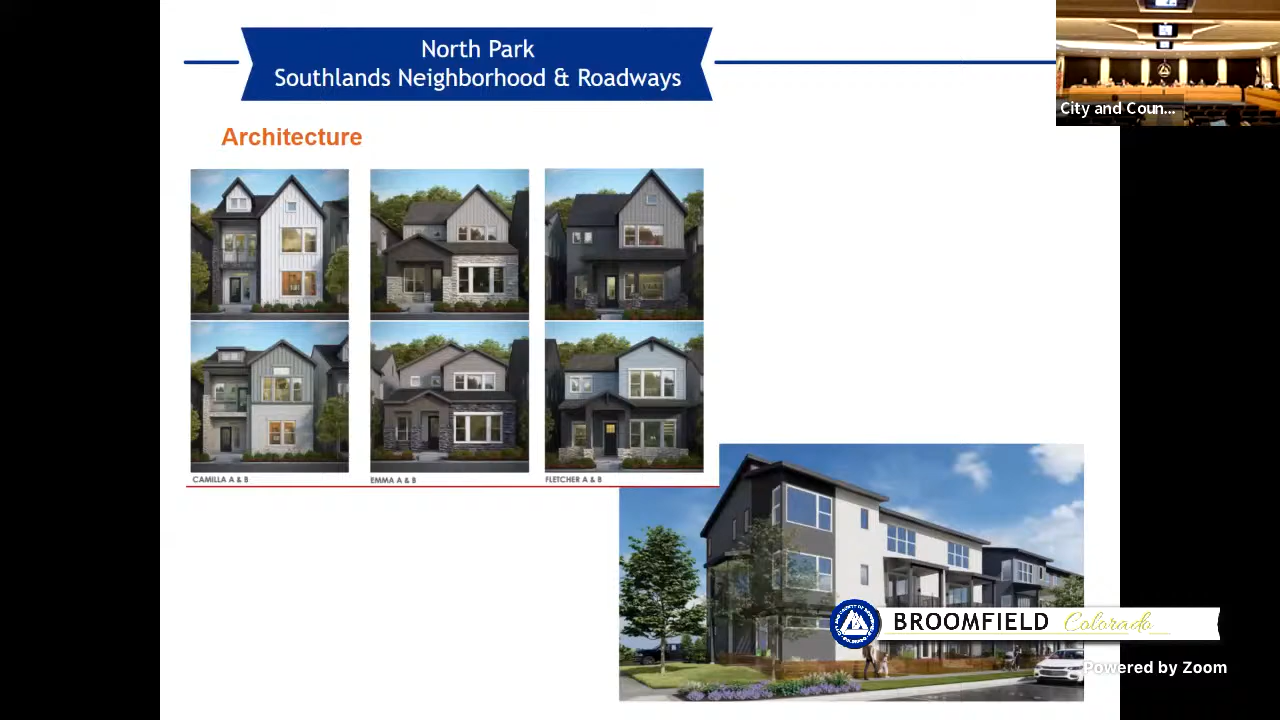 North Park
Southlands Neighborhood & Roadways
City and Coun...
Architecture
CAMILLA A & B
EMMA A & B
FLETCHER A & B
BROOMFIELD Colorado
Powered by Zoom